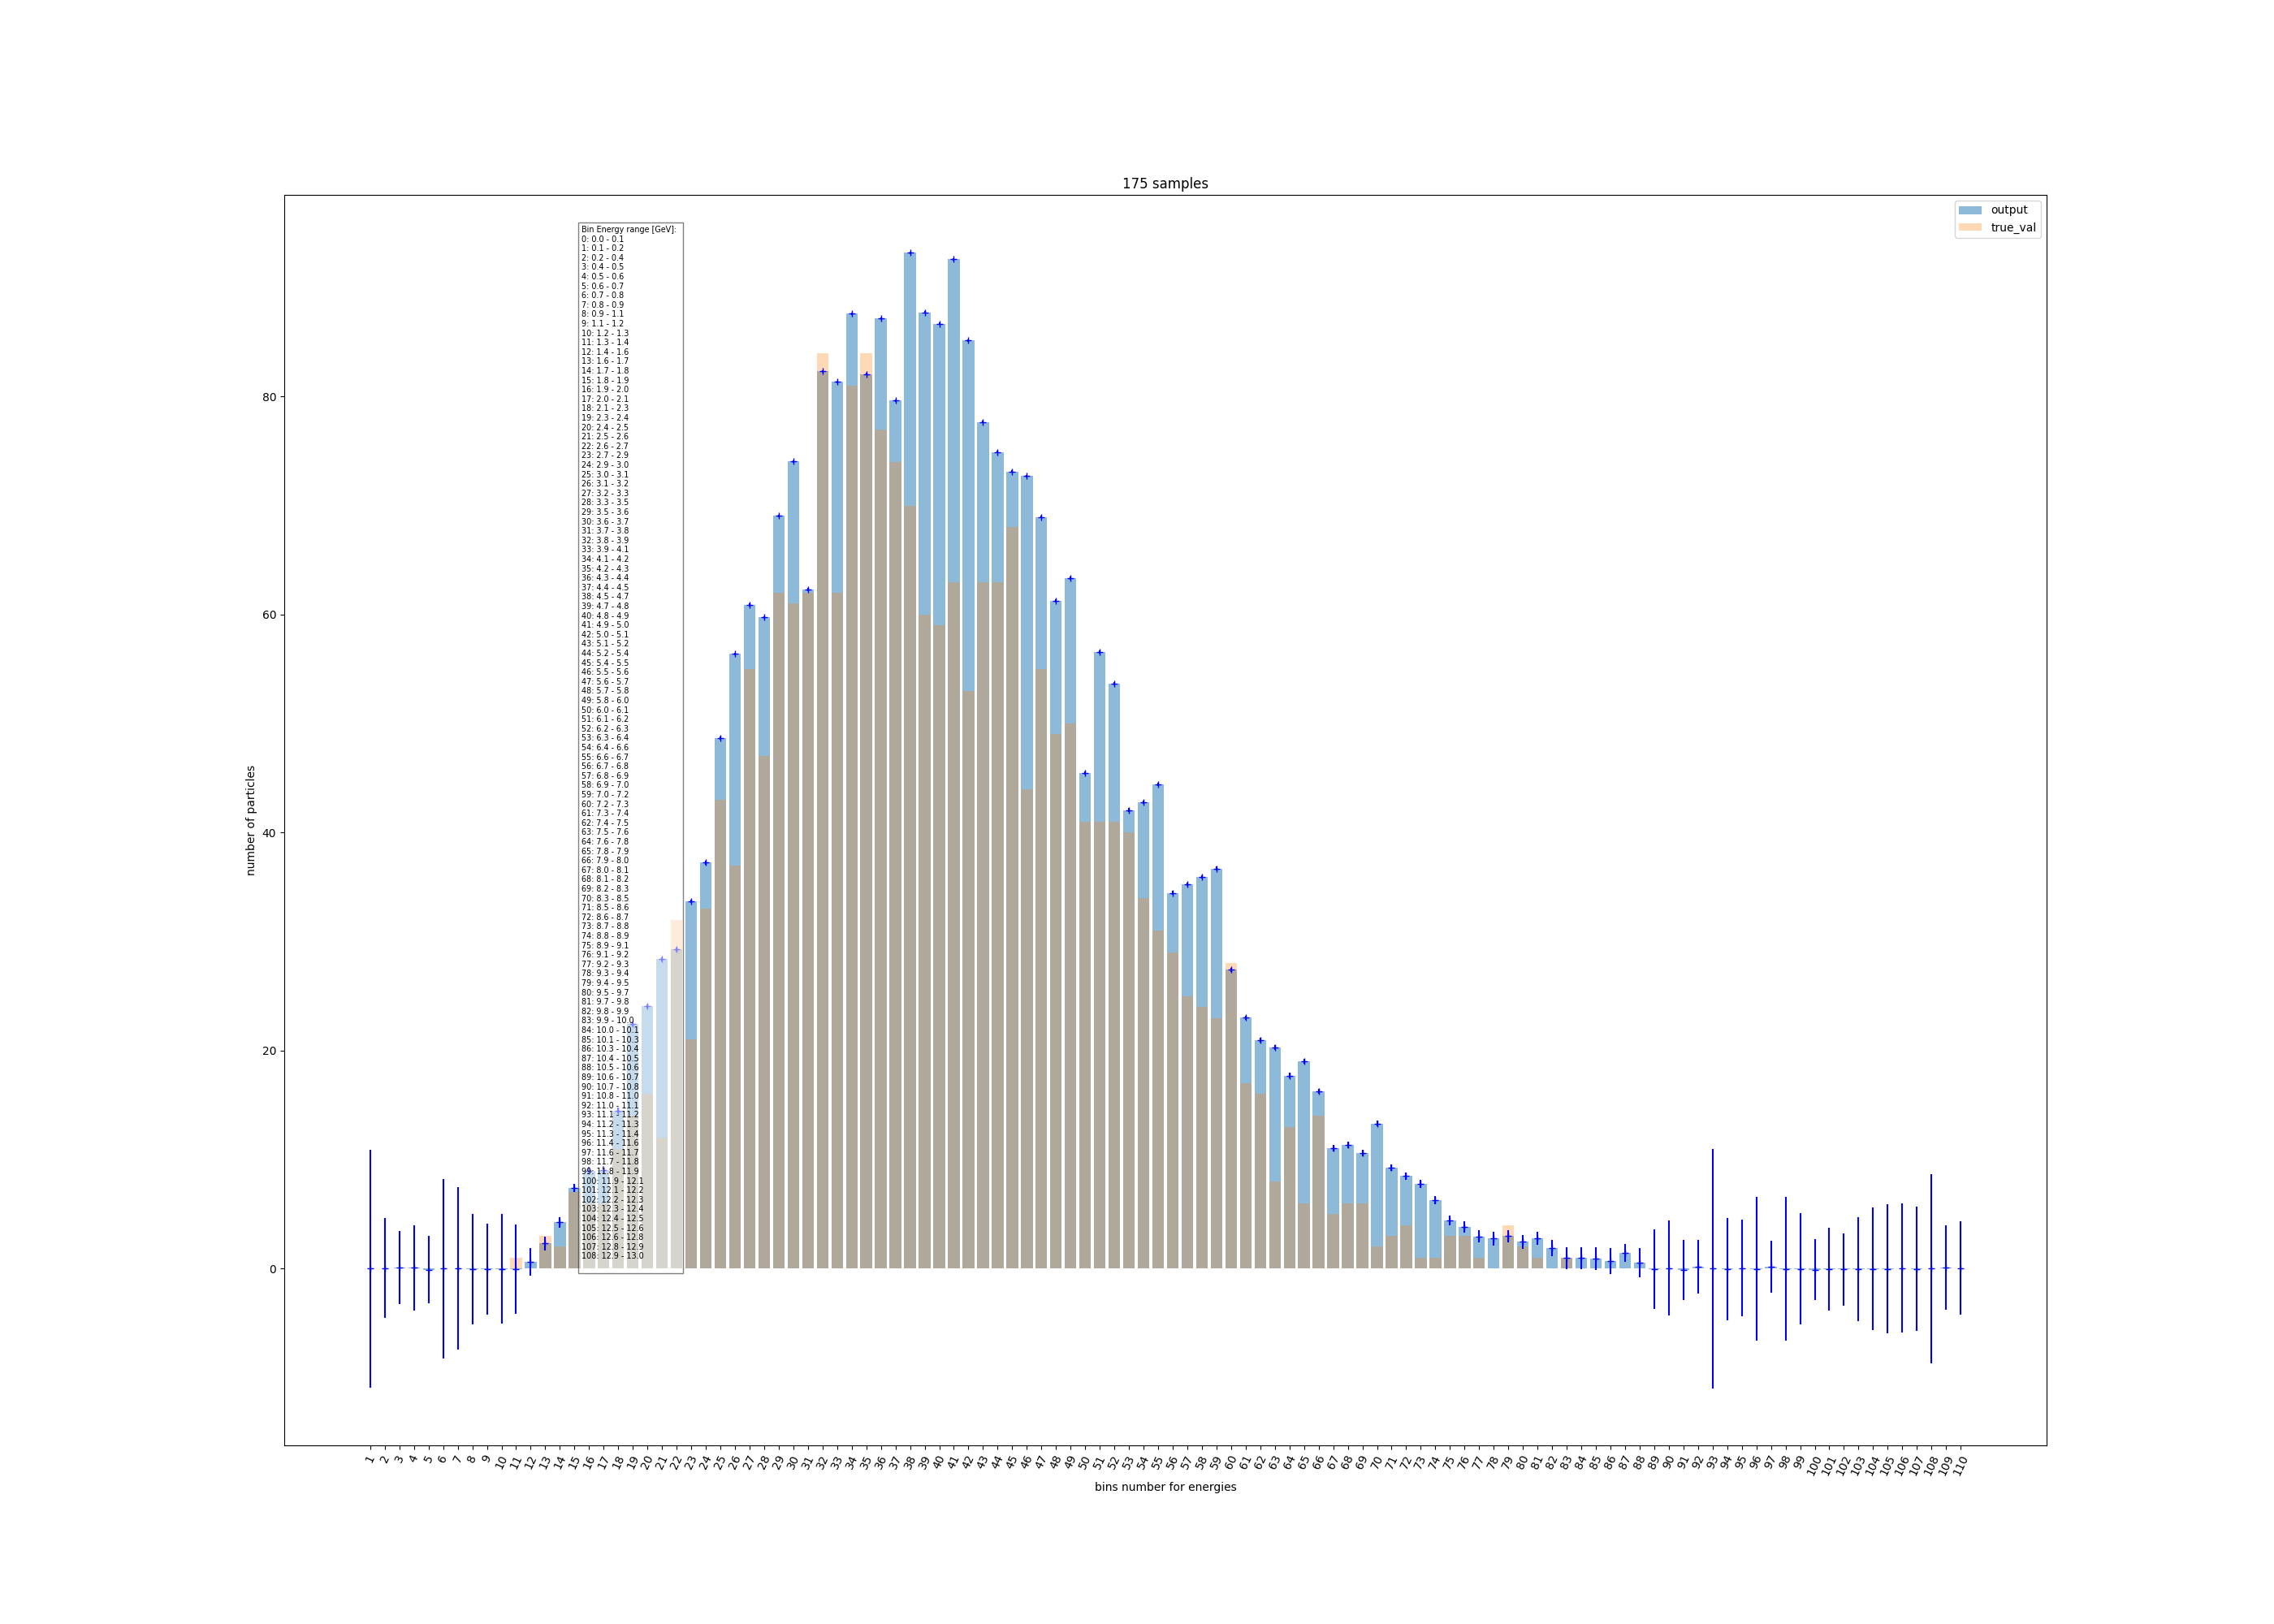 175 samples
output
true_val
Bin Energy range [GeV]:
0: 0.0 - 0.1
1: 0.1 - 0.2
2: 0.2 - 0.4
3: 0.4 - 0.5
4: 0.5 - 0.6
5: 0.6 - 0.7
6: 0.7 - 0.8
7: 0.8 - 0.9
8: 0.9 - 1.1
9: 1.1 - 1.2
10: 1.2 - 1.3
11: 1.3 - 1.4
12: 1.4 - 1.6
13: 1.6 - 1.7
14: 1.7 - 1.8
15: 1.8 - 1.9
16: 1.9 - 2.0
17: 2.0 - 2.1
18: 2.1 - 2.3
19: 2.3 - 2.4
20: 2.4 - 2.5
21: 2.5 - 2.6
22: 2.6 - 2.7
23: 2.7 - 2.9
24: 2.9 - 3.0
25: 3.0 - 3.1
26: 3.1 - 3.2
27: 3.2 - 3.3
28: 3.3 - 3.5
29: 3.5 - 3.6
30: 3.6 - 3.7
31: 3.7 - 3.8
32: 3.8 - 3.9
33: 3.9 - 4.1
34: 4.1 - 4.2
35: 4.2 - 4.3
36: 4.3 - 4.4
37: 4.4 - 4.5
38: 4.5 - 4.7
39: 4.7 - 4.8
40: 4.8 - 4.9
41: 4.9 - 5.0
42: 5.0 - 5.1
43: 5.1 - 5.2
44: 5.2 - 5.4
45: 5.4 - 5.5
46: 5.5 - 5.6
47: 5.6 - 5.7
48: 5.7 - 5.8
49: 5.8 - 6.0
50: 6.0 - 6.1
51: 6.1 - 6.2
52: 6.2 - 6.3
53: 6.3 - 6.4
54: 6.4 - 6.6
55: 6.6 - 6.7
56: 6.7 - 6.8
57: 6.8 - 6.9
58: 6.9 - 7.0
59: 7.0 - 7.2
60: 7.2 - 7.3
61: 7.3 - 7.4
62: 7.4 - 7.5
63: 7.5 - 7.6
64: 7.6 - 7.8
65: 7.8 - 7.9
66: 7.9 - 8.0
67: 8.0 - 8.1
68: 8.1 - 8.2
69: 8.2 - 8.3
70: 8.3 - 8.5
71: 8.5 - 8.6
72: 8.6 - 8.7
73: 8.7 - 8.8
74: 8.8 - 8.9
75: 8.9 - 9.1
76: 9.1 - 9.2
77: 9.2 - 9.3
78: 9.3 - 9.4
79: 9.4 - 9.5
80: 9.5 - 9.7
81: 9.7 - 9.8
82: 9.8 - 9.9
83: 9.9 - 10.0
84: 10.0 - 10.1
85: 10.1 - 10.3
86: 10.3 - 10.4
87: 10.4 - 10.5
88: 10.5 - 10.6
89: 10.6 - 10.7
90: 10.7 - 10.8
91: 10.8 - 11.0
92: 11.0 - 11.1
93: 11.1 - 11.2
94: 11.2 - 11.3
95: 11.3 - 11.4
96: 11.4 - 11.6
97: 11.6 - 11.7
98: 11.7 - 11.8
99: 11.8 - 11.9
100: 11.9 - 12.1
101: 12.1 - 12.2
102: 12.2 - 12.3
103: 12.3 - 12.4
104: 12.4 - 12.5
105: 12.5 - 12.6
106: 12.6 - 12.8
107: 12.8 - 12.9
108: 12.9 - 13.0
80
60
40
20
0
number of particles
1 2 3 4 5 6 7 8 9 10 11 12 13 14 15 16 17 18 19 20 21 22 23 24 25 26 27 28 29 30 31 32 33 34 35 36 37 38 39 40 41 42 43 44 45 46 47 48 49 50 51 52 53 54 55 56 57 58 59 60 61 62 63 64 65 66 67 68 69 70 71 72 73 74 75 76 77 78 79 80 81 82 83 84 85 86 87 88 89 90 91 92 93 94 95 96 97 98 99 100 101 102 103 104 105 106 107 108 109 110
bins number for energies